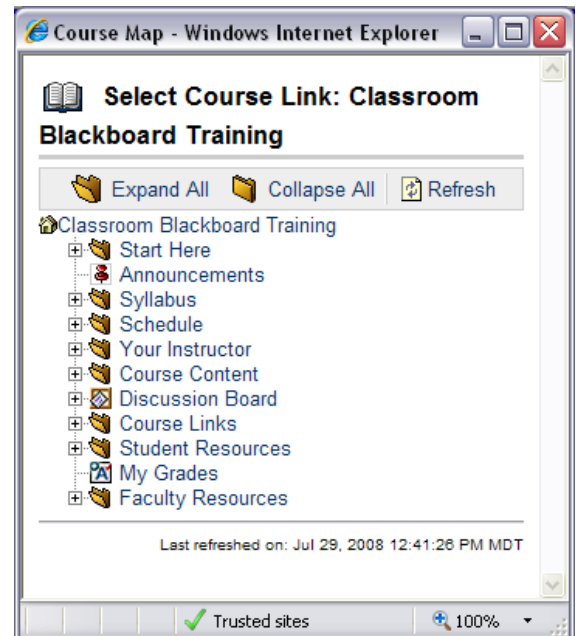 Course Map - Windows Internet Explorer
Select Course Link: Classroom
Blackboard Training
Expand All Collapse All Refresh
Classroom Blackboard Training
Start Here
Announcements
Syllabus
Schedule
Your Instructor
Course Content
Discussion Board
Course Links
Student Resources
My Grades
Faculty Resources
Last refreshed on: Jul 29, 2008 12:41:26 PM MDT
Trusted sites 100%